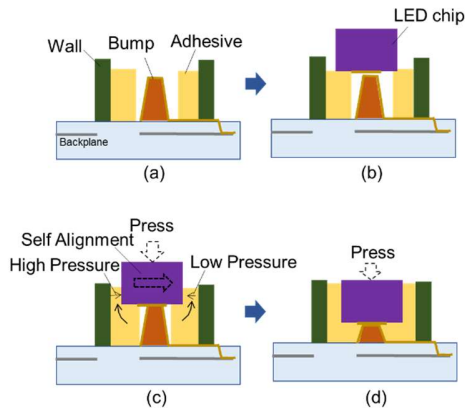 LED chip
Wall
Bump
Adhesive
Backplane
(a)
(b)
Press
Self Alignment
High Pressure
Low Pressure
Press
(c)
(d)